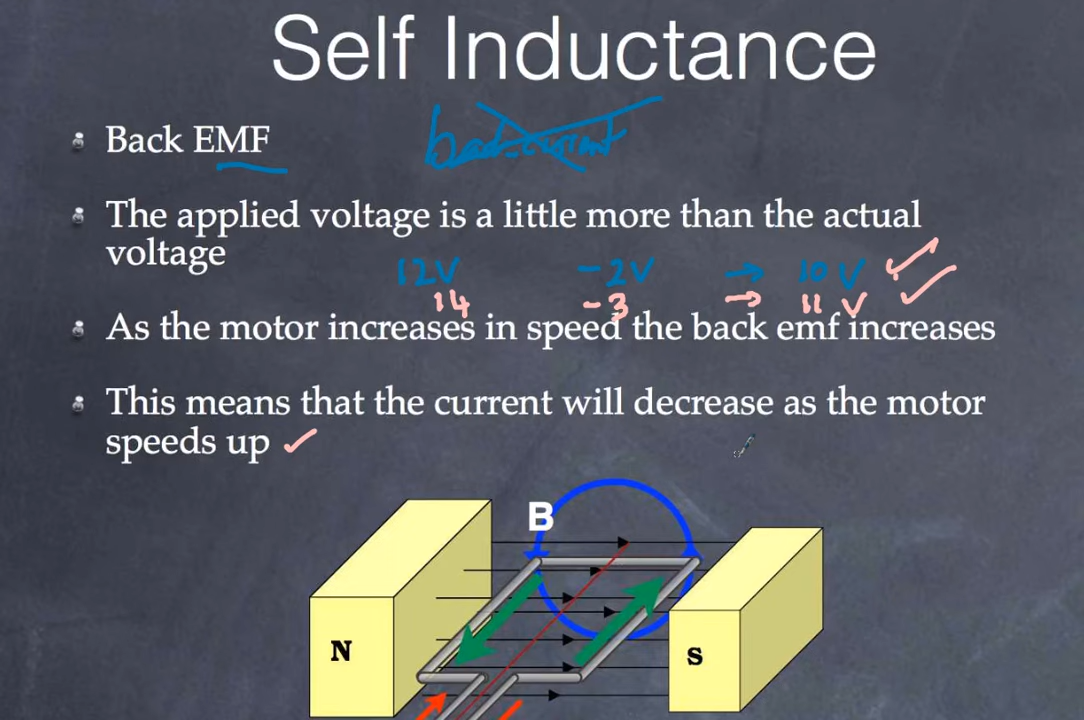 Self Inductance
Back EMF
The applied voltage is a little more than the actual
voltage
12V -2V → 10 V
14 -3 → 11 V
As the motor increases in speed the back emf increases
This means that the current will decrease as the motor
speeds up
B
N
S